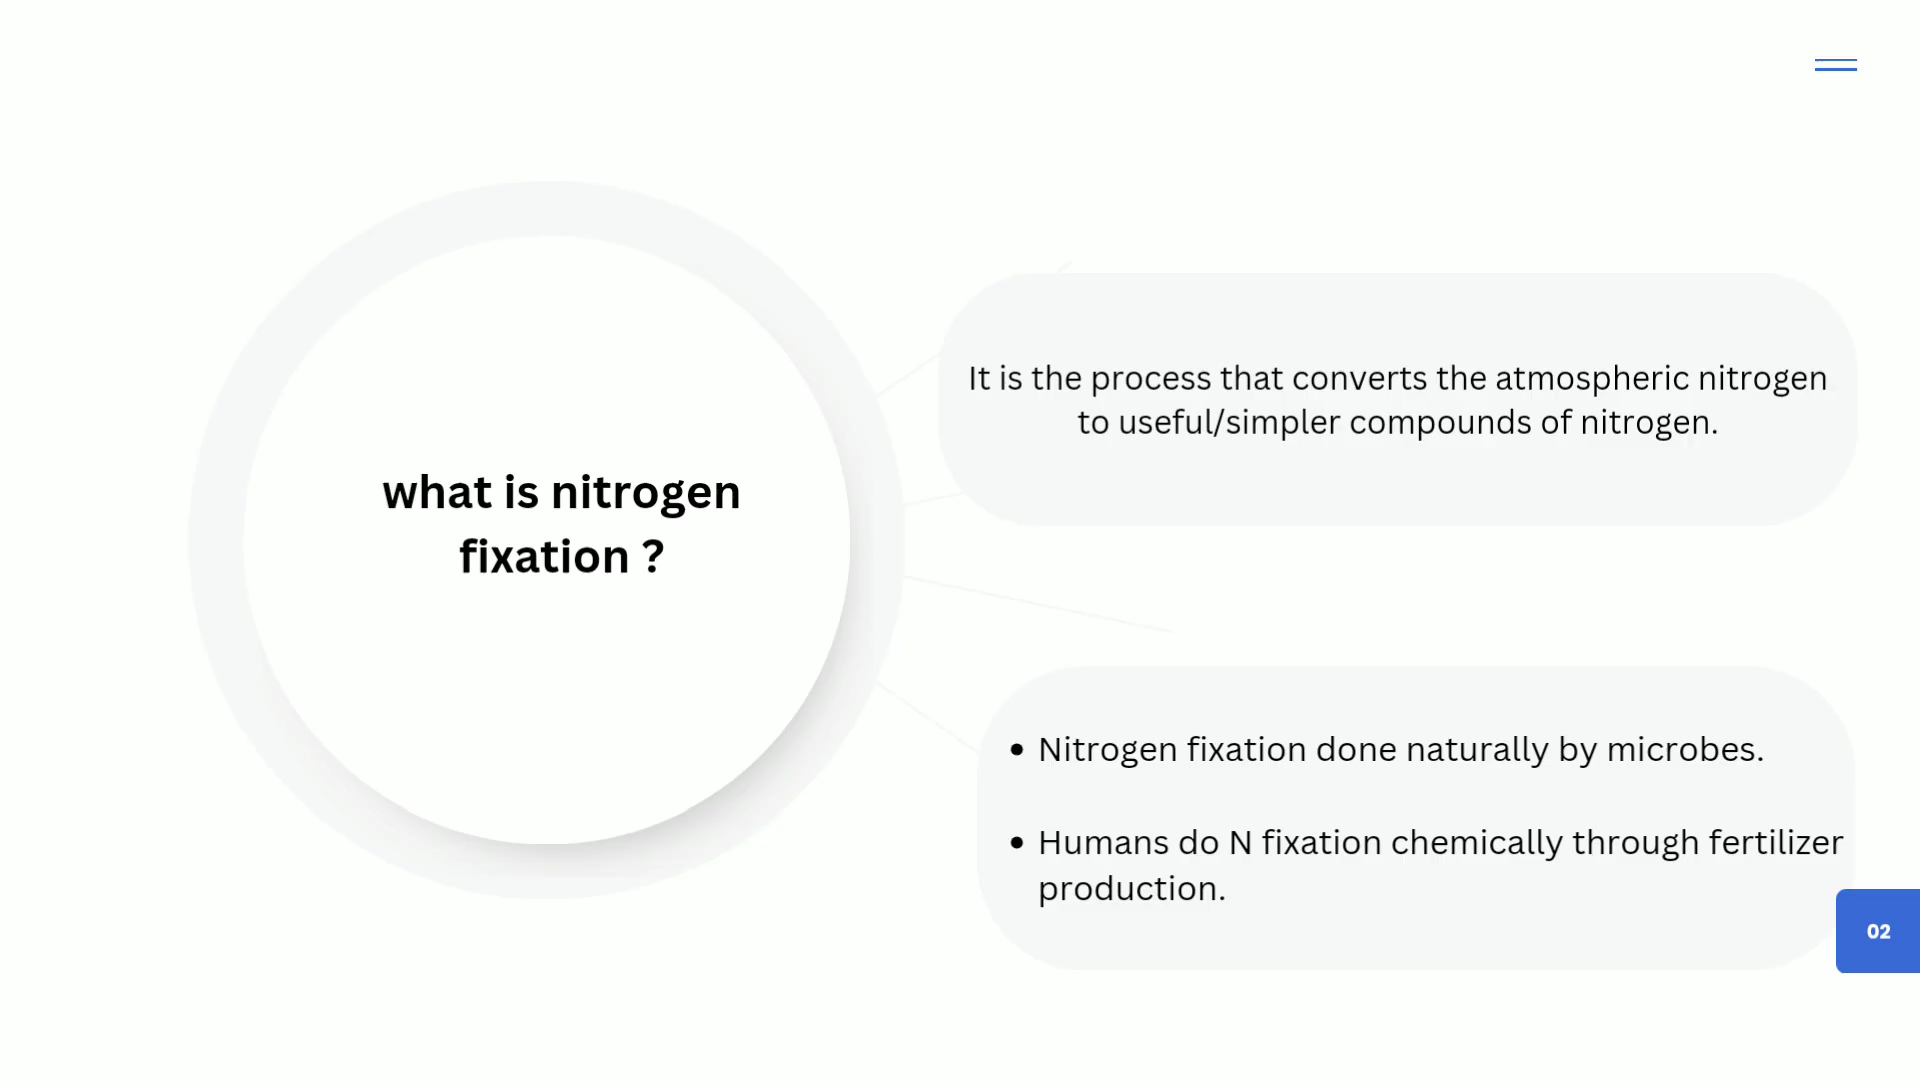 what is nitrogen
fixation ?
It is the process that converts the atmospheric nitrogen
to useful/simpler compounds of nitrogen.
• Nitrogen fixation done naturally by microbes.
• Humans do N fixation chemically through fertilizer
production.
02